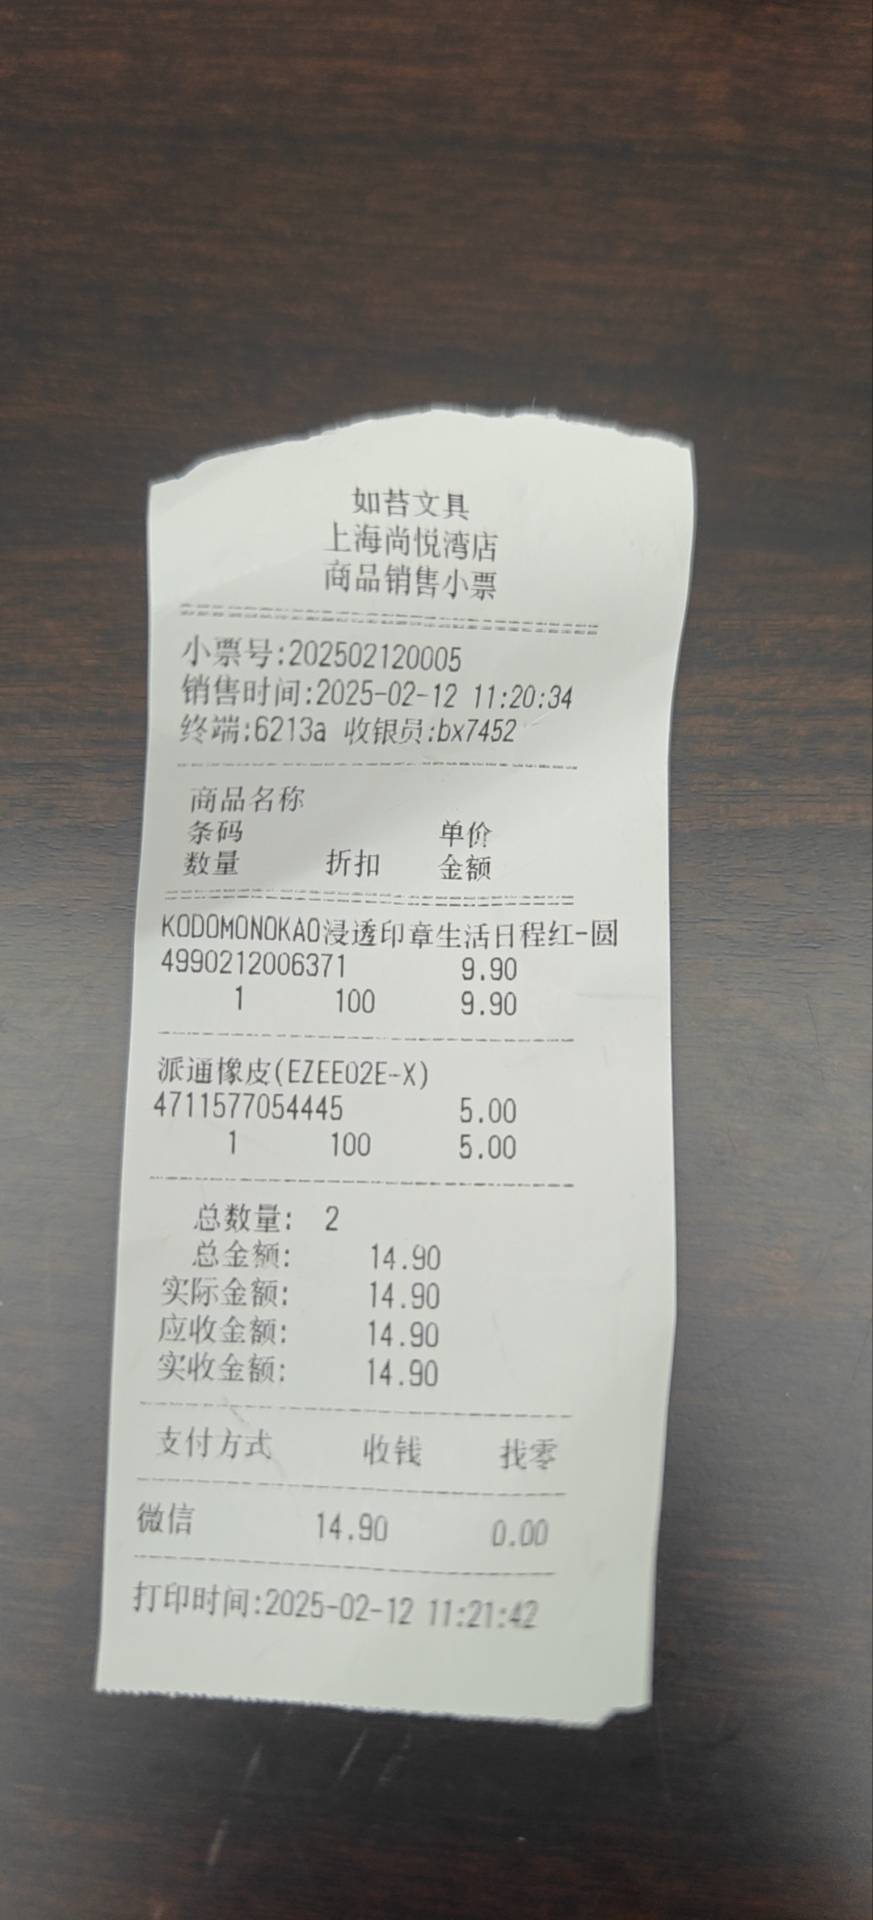 如苔文具
上海尚悦湾店
商品销售小票
小票号:202502120005
销售时间:2025-02-12 11:20:34
终端:6213a 收银员:bx7452
商品名称
条码 单价
数量 折扣 金额
KODOMONOKAO浸透印章生活日程红-圆
4990212006371 9.90
1 100 9.90
派通橡皮(EZEE02E-X)
4711577054445 5.00
1 100 5.00
总数量: 2
总金额: 14.90
实际金额: 14.90
应收金额: 14.90
实收金额: 14.90
支付方式 收钱 找零
微信 14.90 0.00
打印时间:2025-02-12 11:21:42